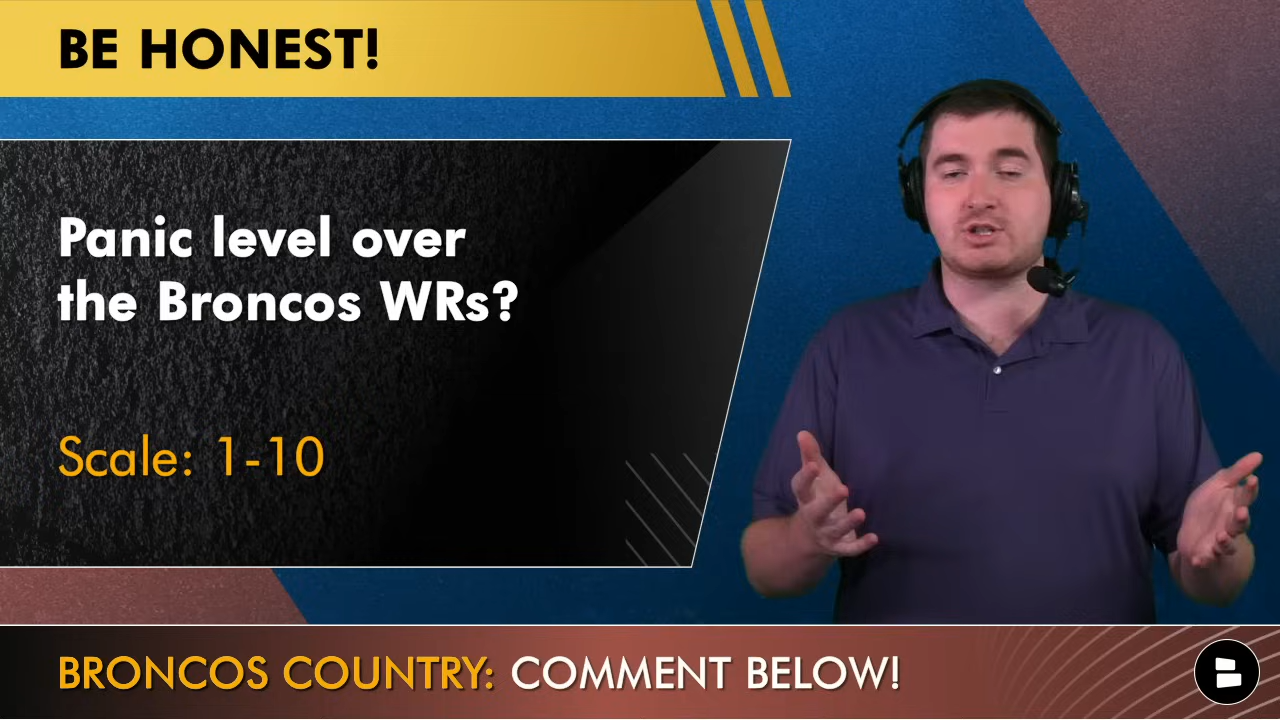 BE HONEST!
Panic level over
the Broncos WRs?
Scale: 1-10
BRONCOS COUNTRY: COMMENT BELOW!